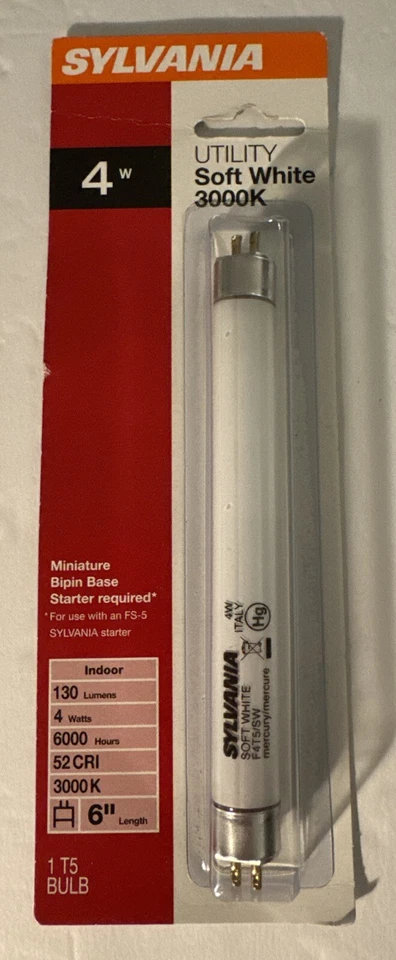 SYLVANIA
4 W
UTILITY
Soft White
3000K
Miniature
Bipin Base
Starter required*
*For use with an FS-5
SYLVANIA starter
Indoor
130 Lumens
4 Watts
6000 Hours
52 CRI
3000 K
6" Length
1 T5
BULB
4W
ITALY
Hg
SYLVANIA
SOFT WHITE
F4T5/SW
mercury/mercure